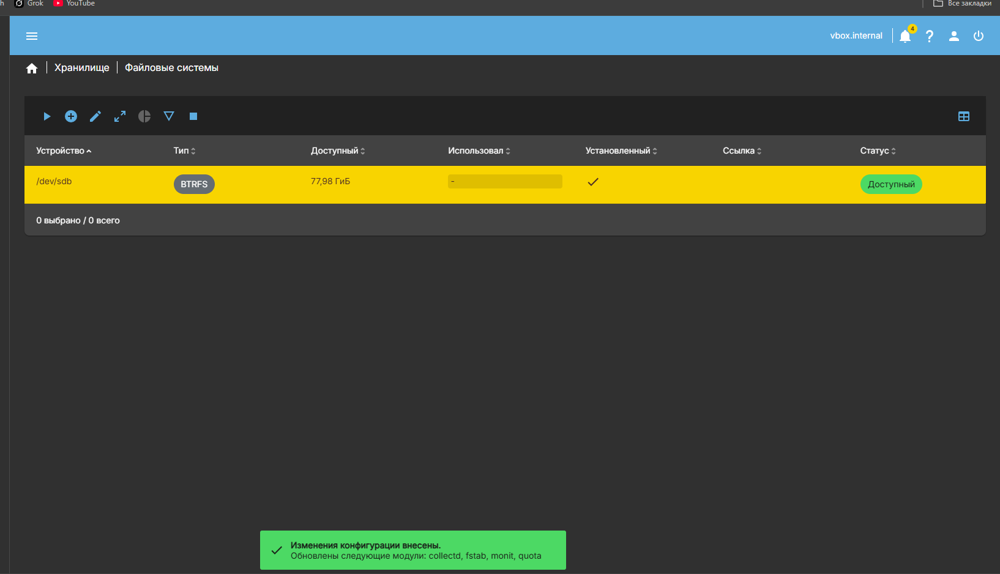 h Grok YouTube Все закладки
vbox.internal 4
Хранилище Файловые системы
Устройство Тип Доступный Использовал Установленный Ссылка Статус
/dev/sdb BTRFS 77,98 ГиБ - Доступный
0 выбрано / 0 всего
Изменения конфигурации внесены.
Обновлены следующие модули: collectd, fstab, monit, quota